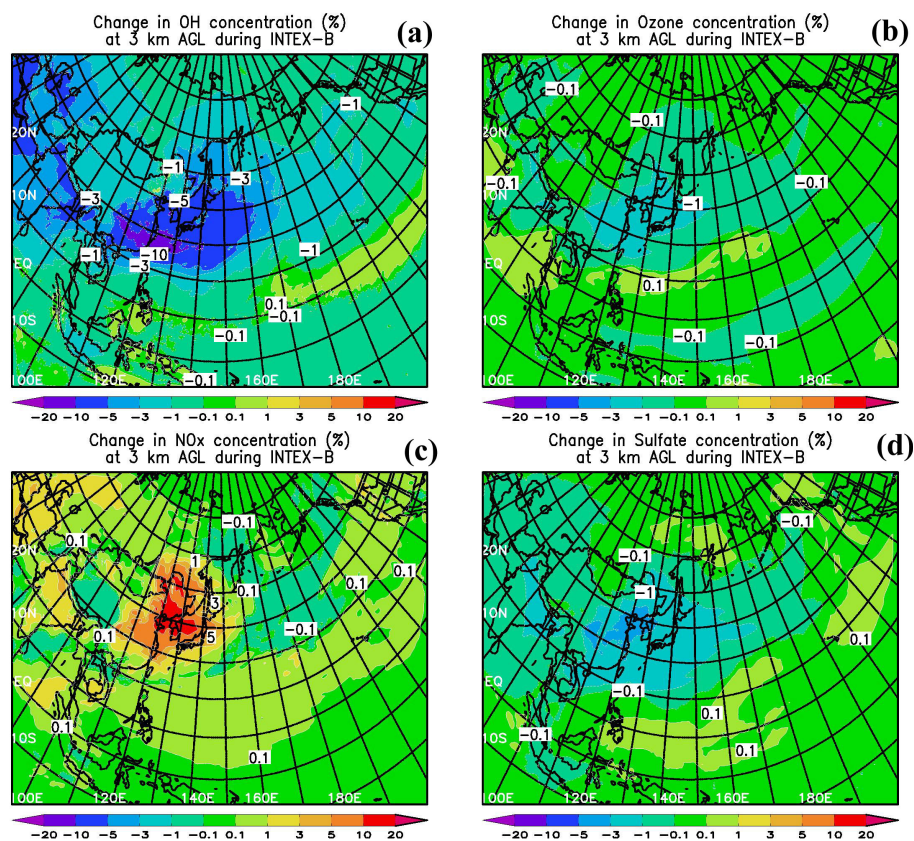 Change in OH concentration (%)
at 3 km AGL during INTEX-B
(a)
20N
10N
EQ
10S
100E
120E
160E
180E
-1
-1
-3
-3
-5
-3
-10
-1
-3
-1
0.1
-0.1
-0.1
-0.1
-20 -10 -5 -3 -1 -0.1 0.1 1 3 5 10 20
Change in Ozone concentration (%)
at 3 km AGL during INTEX-B
(b)
20N
10N
EQ
10S
100E
120E
160E
180E
-0.1
-0.1
-0.1
-0.1
-1
0.1
-0.1
-0.1
-20 -10 -5 -3 -1 -0.1 0.1 1 3 5 10 20
Change in NOx concentration (%)
at 3 km AGL during INTEX-B
(c)
20N
10N
EQ
10S
100E
120E
160E
180E
-0.1
0.1
1
0.1
0.1
0.1
3
0.1
5
-0.1
0.1
0.1
-20 -10 -5 -3 -1 -0.1 0.1 1 3 5 10 20
Change in Sulfate concentration (%)
at 3 km AGL during INTEX-B
(d)
20N
10N
EQ
10S
100E
120E
160E
180E
-0.1
-0.1
-1
0.1
-0.1
0.1
-0.1
0.1
-20 -10 -5 -3 -1 -0.1 0.1 1 3 5 10 20